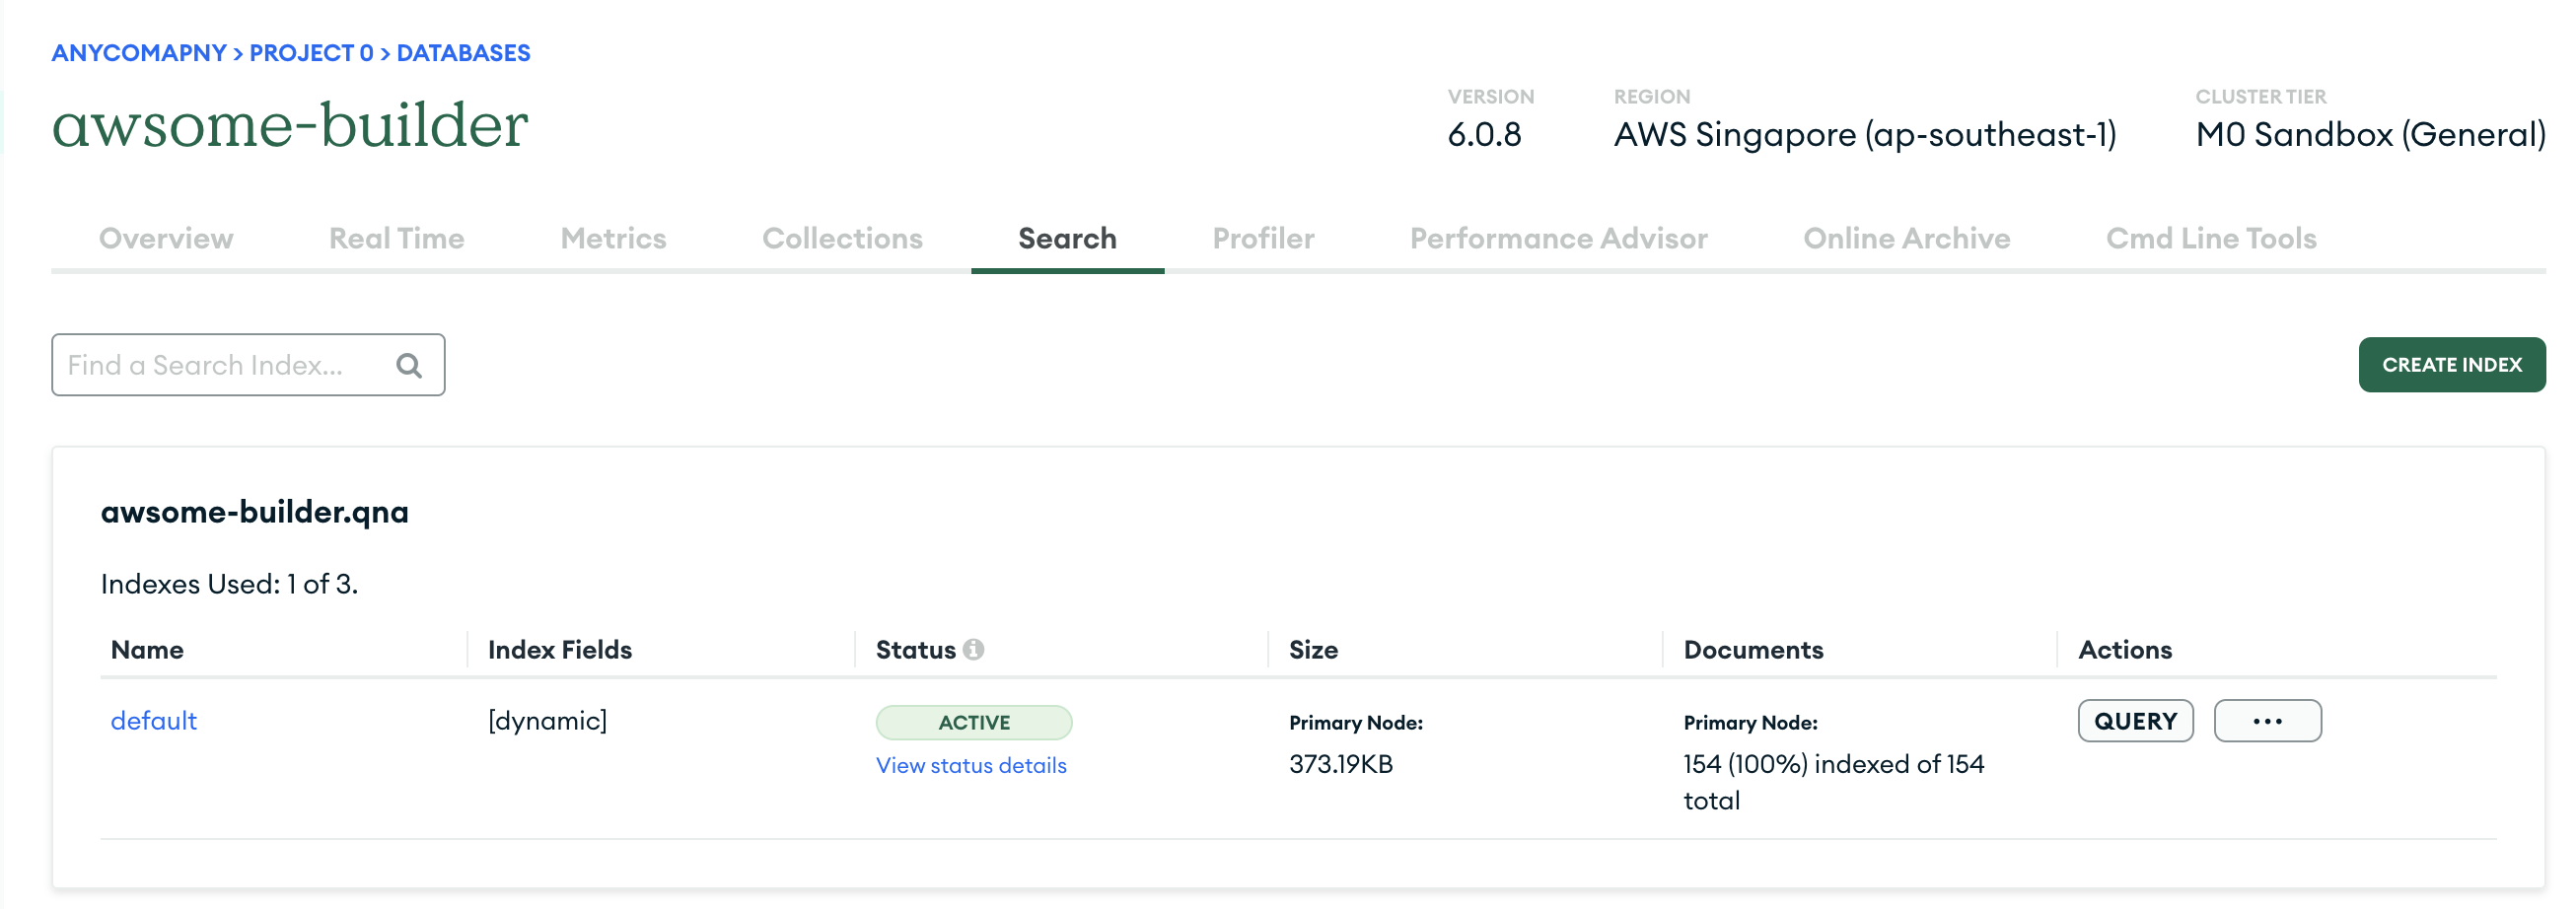 ANYCOMAPNY > PROJECT 0 > DATABASES
awsome-builder
VERSION
6.0.8
REGION
AWS Singapore (ap-southeast-1)
CLUSTER TIER
M0 Sandbox (General)
Overview Real Time Metrics Collections Search Profiler Performance Advisor Online Archive Cmd Line Tools
Find a Search Index...
CREATE INDEX
awsome-builder.qna
Indexes Used: 1 of 3.
Name Index Fields Status Size Documents Actions
default [dynamic] ACTIVE Primary Node: Primary Node: QUERY ...
View status details 373.19KB 154 (100%) indexed of 154
total